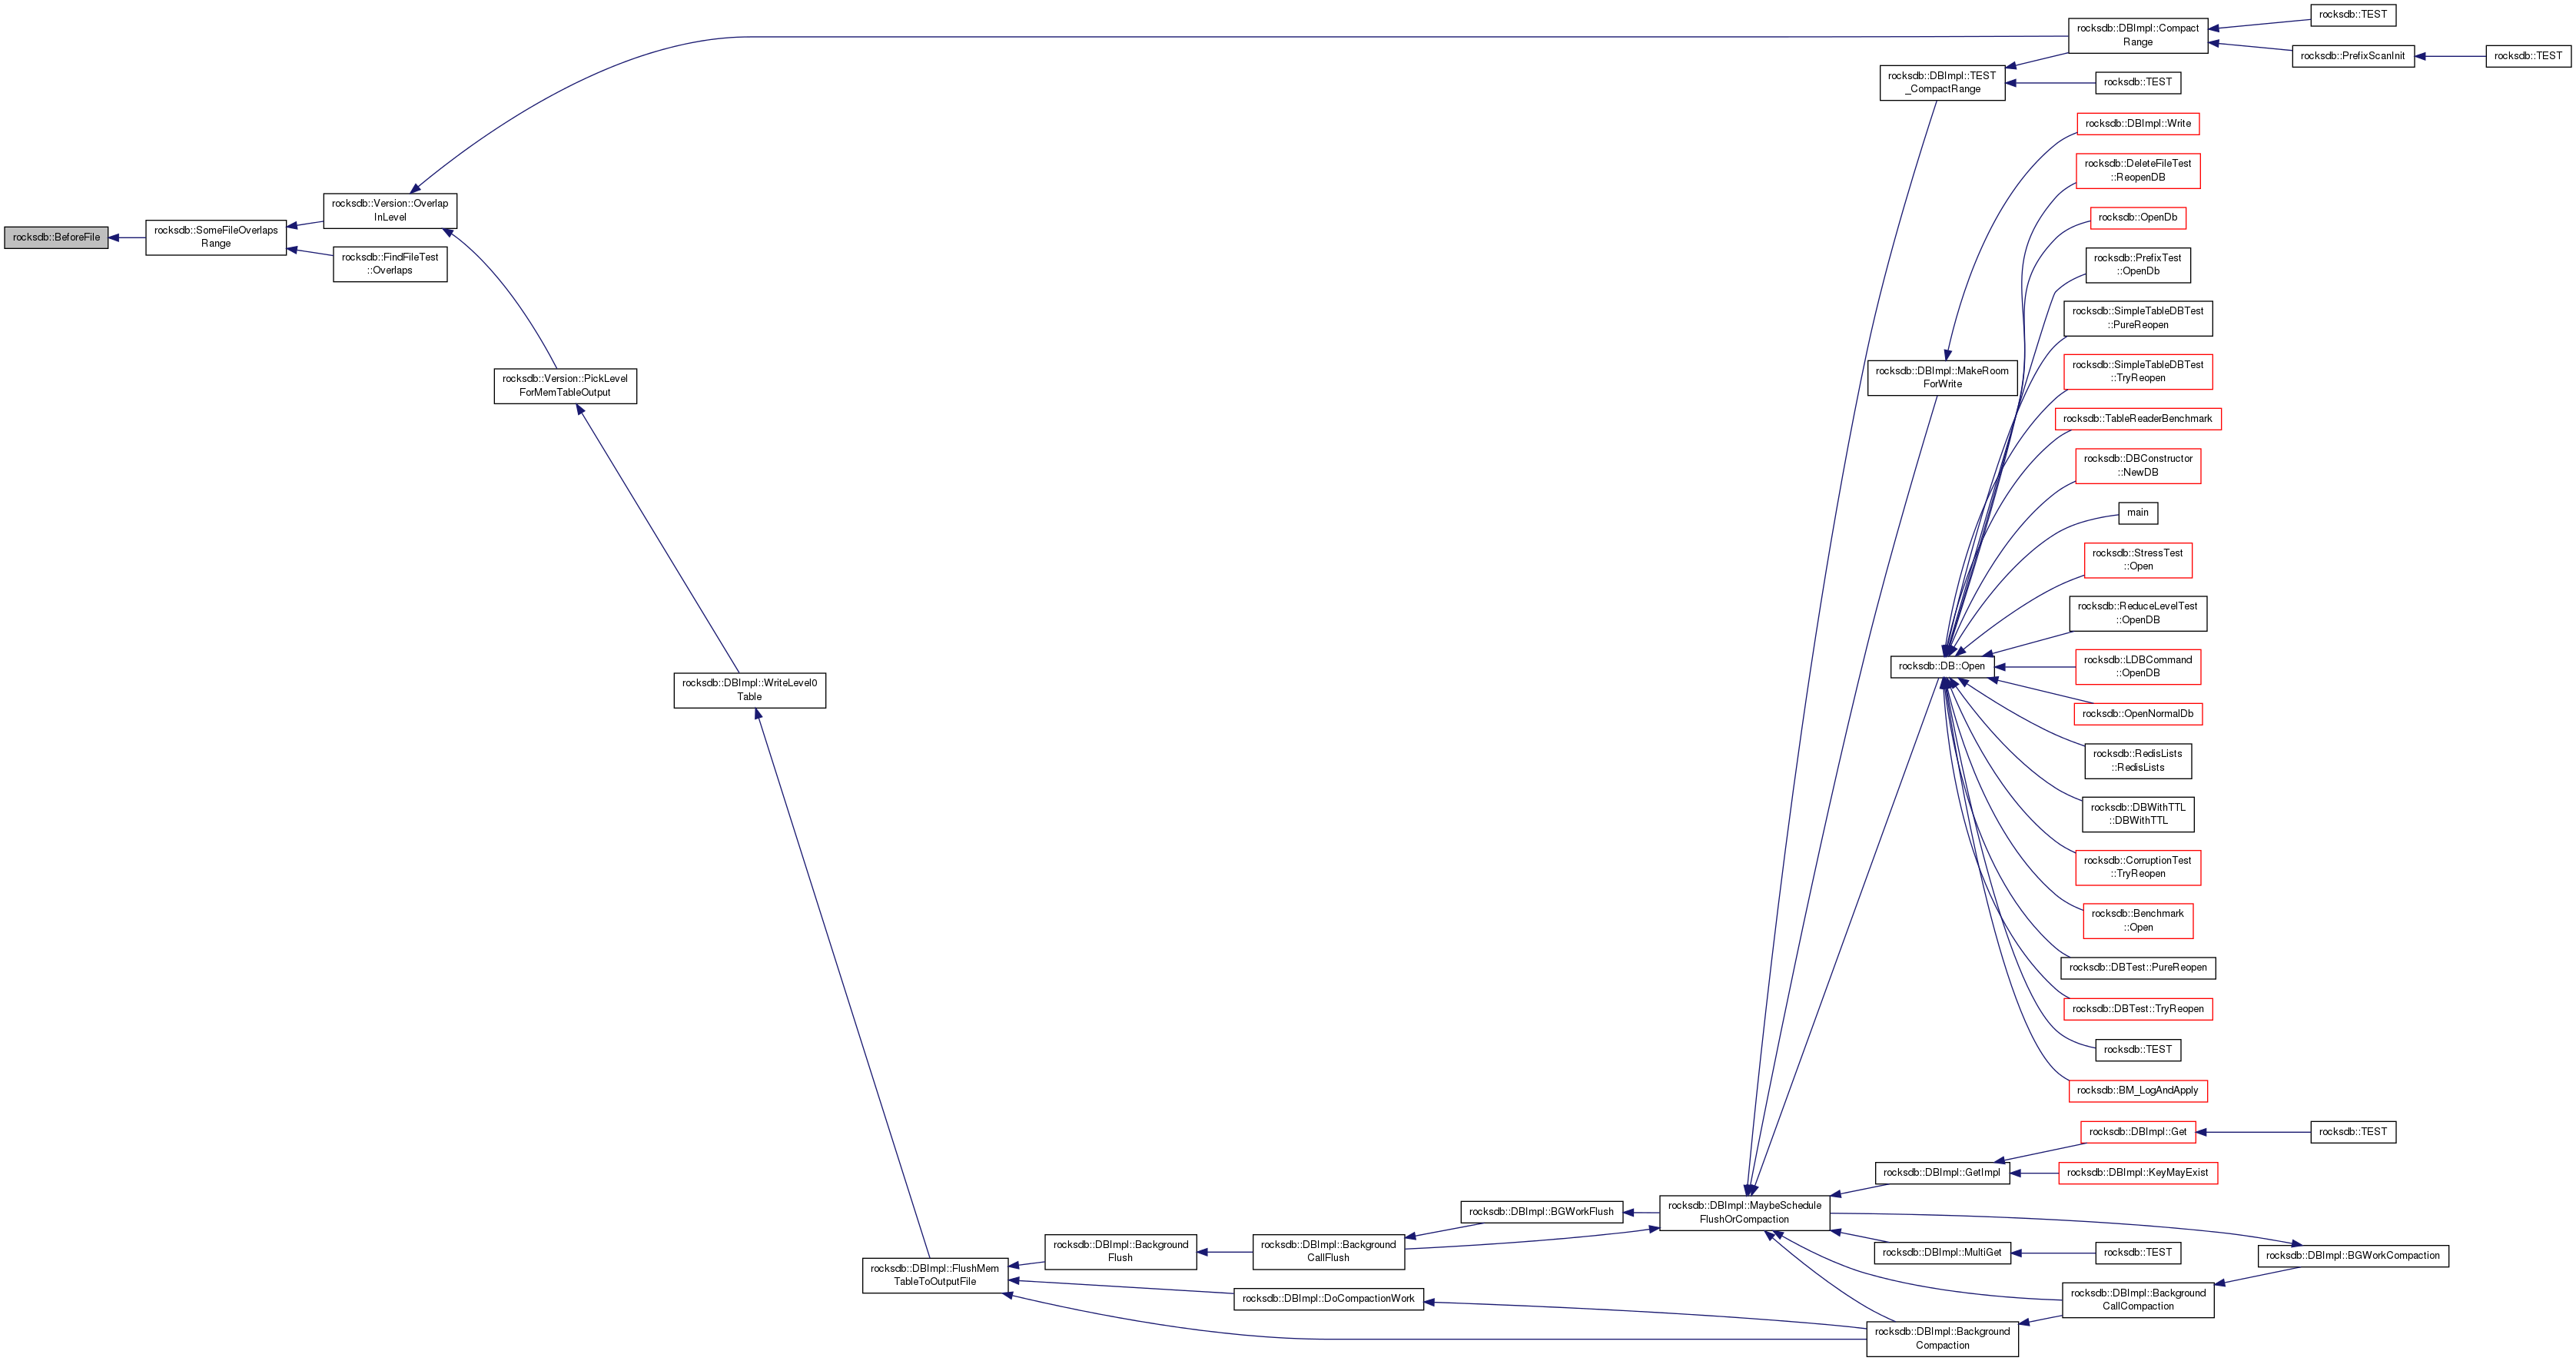 rocksdb::BeforeFile
rocksdb::SomeFileOverlaps
Range
rocksdb::Version::Overlap
InLevel
rocksdb::FindFileTest
::Overlaps
rocksdb::Version::PickLevel
ForMemTableOutput
rocksdb::DBImpl::WriteLevel0
Table
rocksdb::DBImpl::FlushMem
TableToOutputFile
rocksdb::DBImpl::Background
Flush
rocksdb::DBImpl::DoCompactionWork
rocksdb::DBImpl::Background
CallFlush
rocksdb::DBImpl::BGWorkFlush
rocksdb::DBImpl::MaybeSchedule
FlushOrCompaction
rocksdb::DBImpl::TEST
_CompactRange
rocksdb::DBImpl::MakeRoom
ForWrite
rocksdb::DB::Open
rocksdb::DBImpl::GetImpl
rocksdb::DBImpl::MultiGet
rocksdb::DBImpl::Background
Compaction
rocksdb::DBImpl::Compact
Range
rocksdb::TEST
rocksdb::DBImpl::Write
rocksdb::DeleteFileTest
::ReopenDB
rocksdb::OpenDb
rocksdb::PrefixTest
::OpenDb
rocksdb::SimpleTableDBTest
::PureReopen
rocksdb::SimpleTableDBTest
::TryReopen
rocksdb::TableReaderBenchmark
rocksdb::DBConstructor
::NewDB
main
rocksdb::StressTest
::Open
rocksdb::ReduceLevelTest
::OpenDB
rocksdb::LDBCommand
::OpenDB
rocksdb::OpenNormalDb
rocksdb::RedisLists
::RedisLists
rocksdb::DBWithTTL
::DBWithTTL
rocksdb::CorruptionTest
::TryReopen
rocksdb::Benchmark
::Open
rocksdb::DBTest::PureReopen
rocksdb::DBTest::TryReopen
rocksdb::TEST
rocksdb::BM_LogAndApply
rocksdb::DBImpl::Get
rocksdb::DBImpl::KeyMayExist
rocksdb::TEST
rocksdb::DBImpl::Background
CallCompaction
rocksdb::TEST
rocksdb::PrefixScanInit
rocksdb::TEST
rocksdb::TEST
rocksdb::DBImpl::BGWorkCompaction